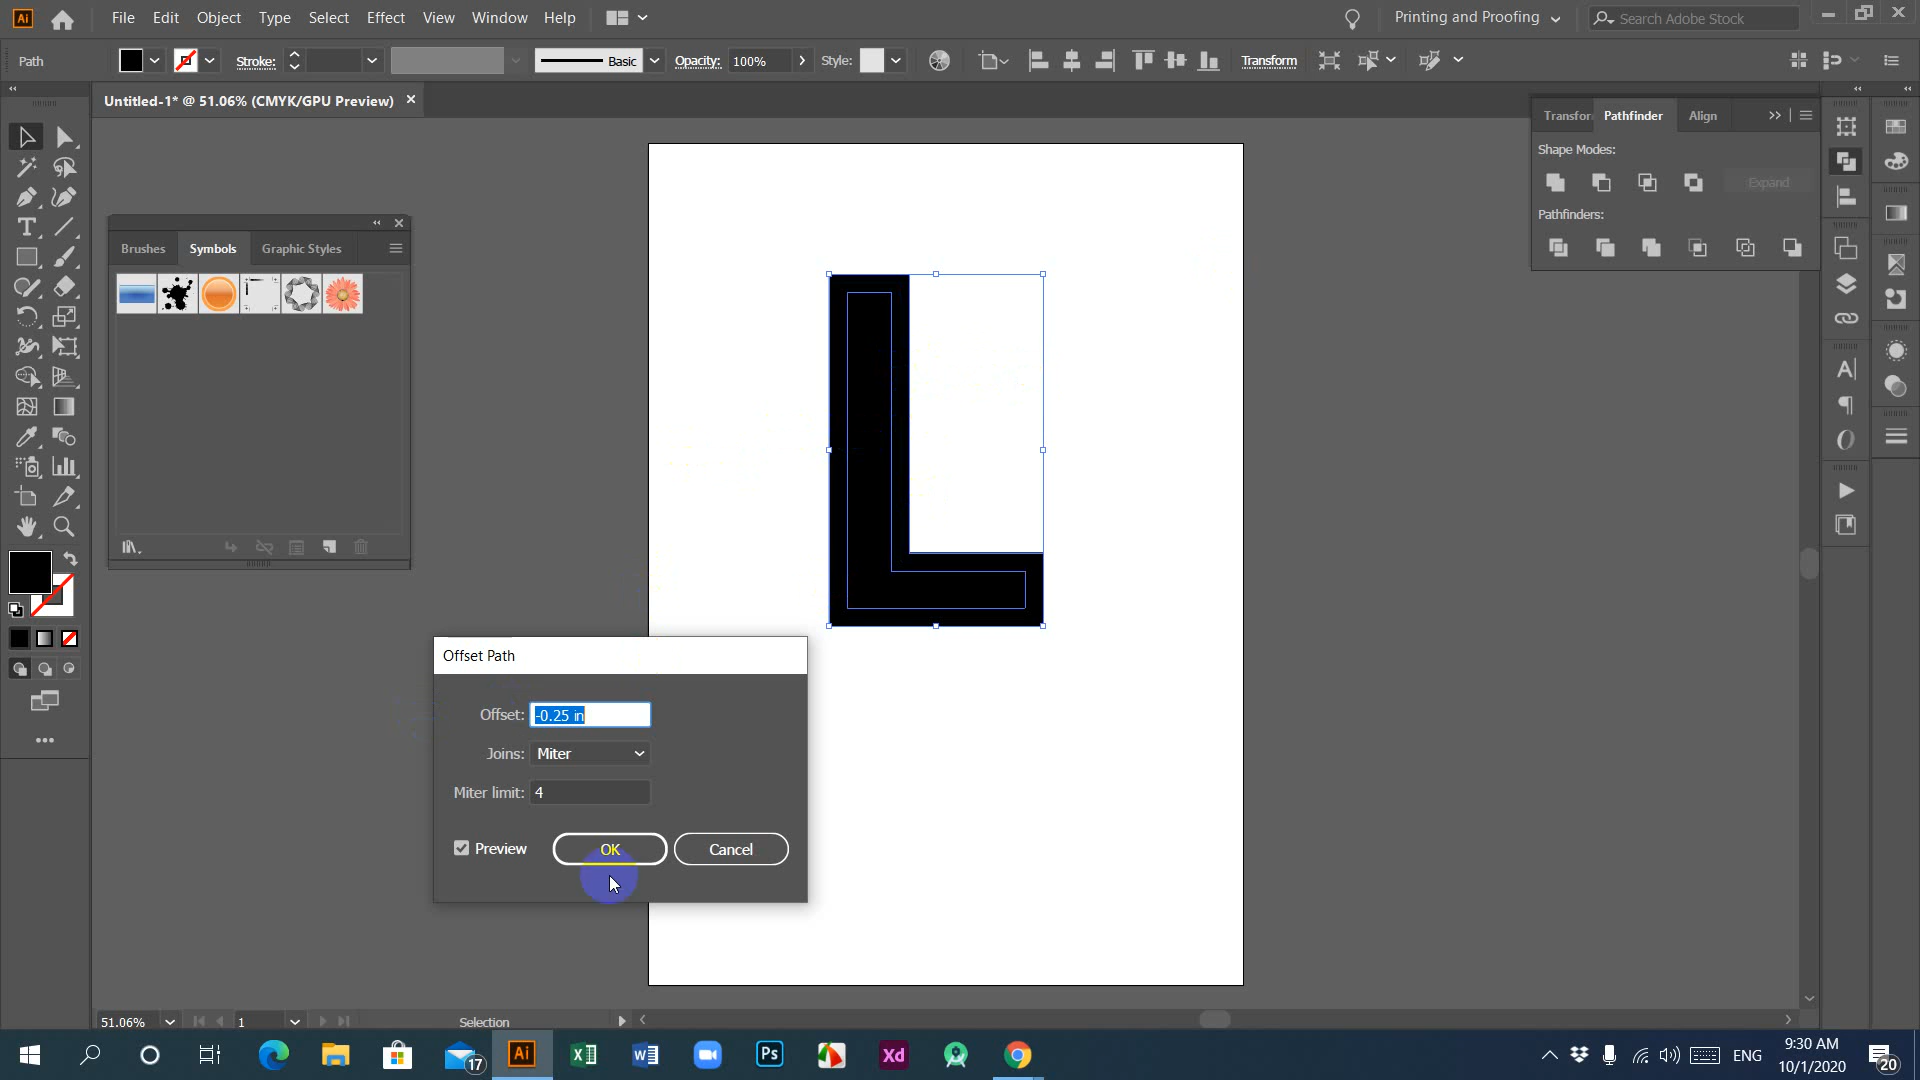 Ai File Edit Object Type Select Effect View Window Help Printing and Proofing Search Adobe Stock
Path Stroke: Basic Opacity: 100% Style: Transform
Untitled-1* @ 51.06% (CMYK/GPU Preview)
Transfor Pathfinder Align
Shape Modes:
Expand
Pathfinders:
Brushes Symbols Graphic Styles
L
Offset Path
Offset: -0.25 in
Joins: Miter
Miter limit: 4
Preview OK Cancel
51.06% 1 Selection
17 Ai Ps Xd ENG 9:30 AM
10/1/2020 20